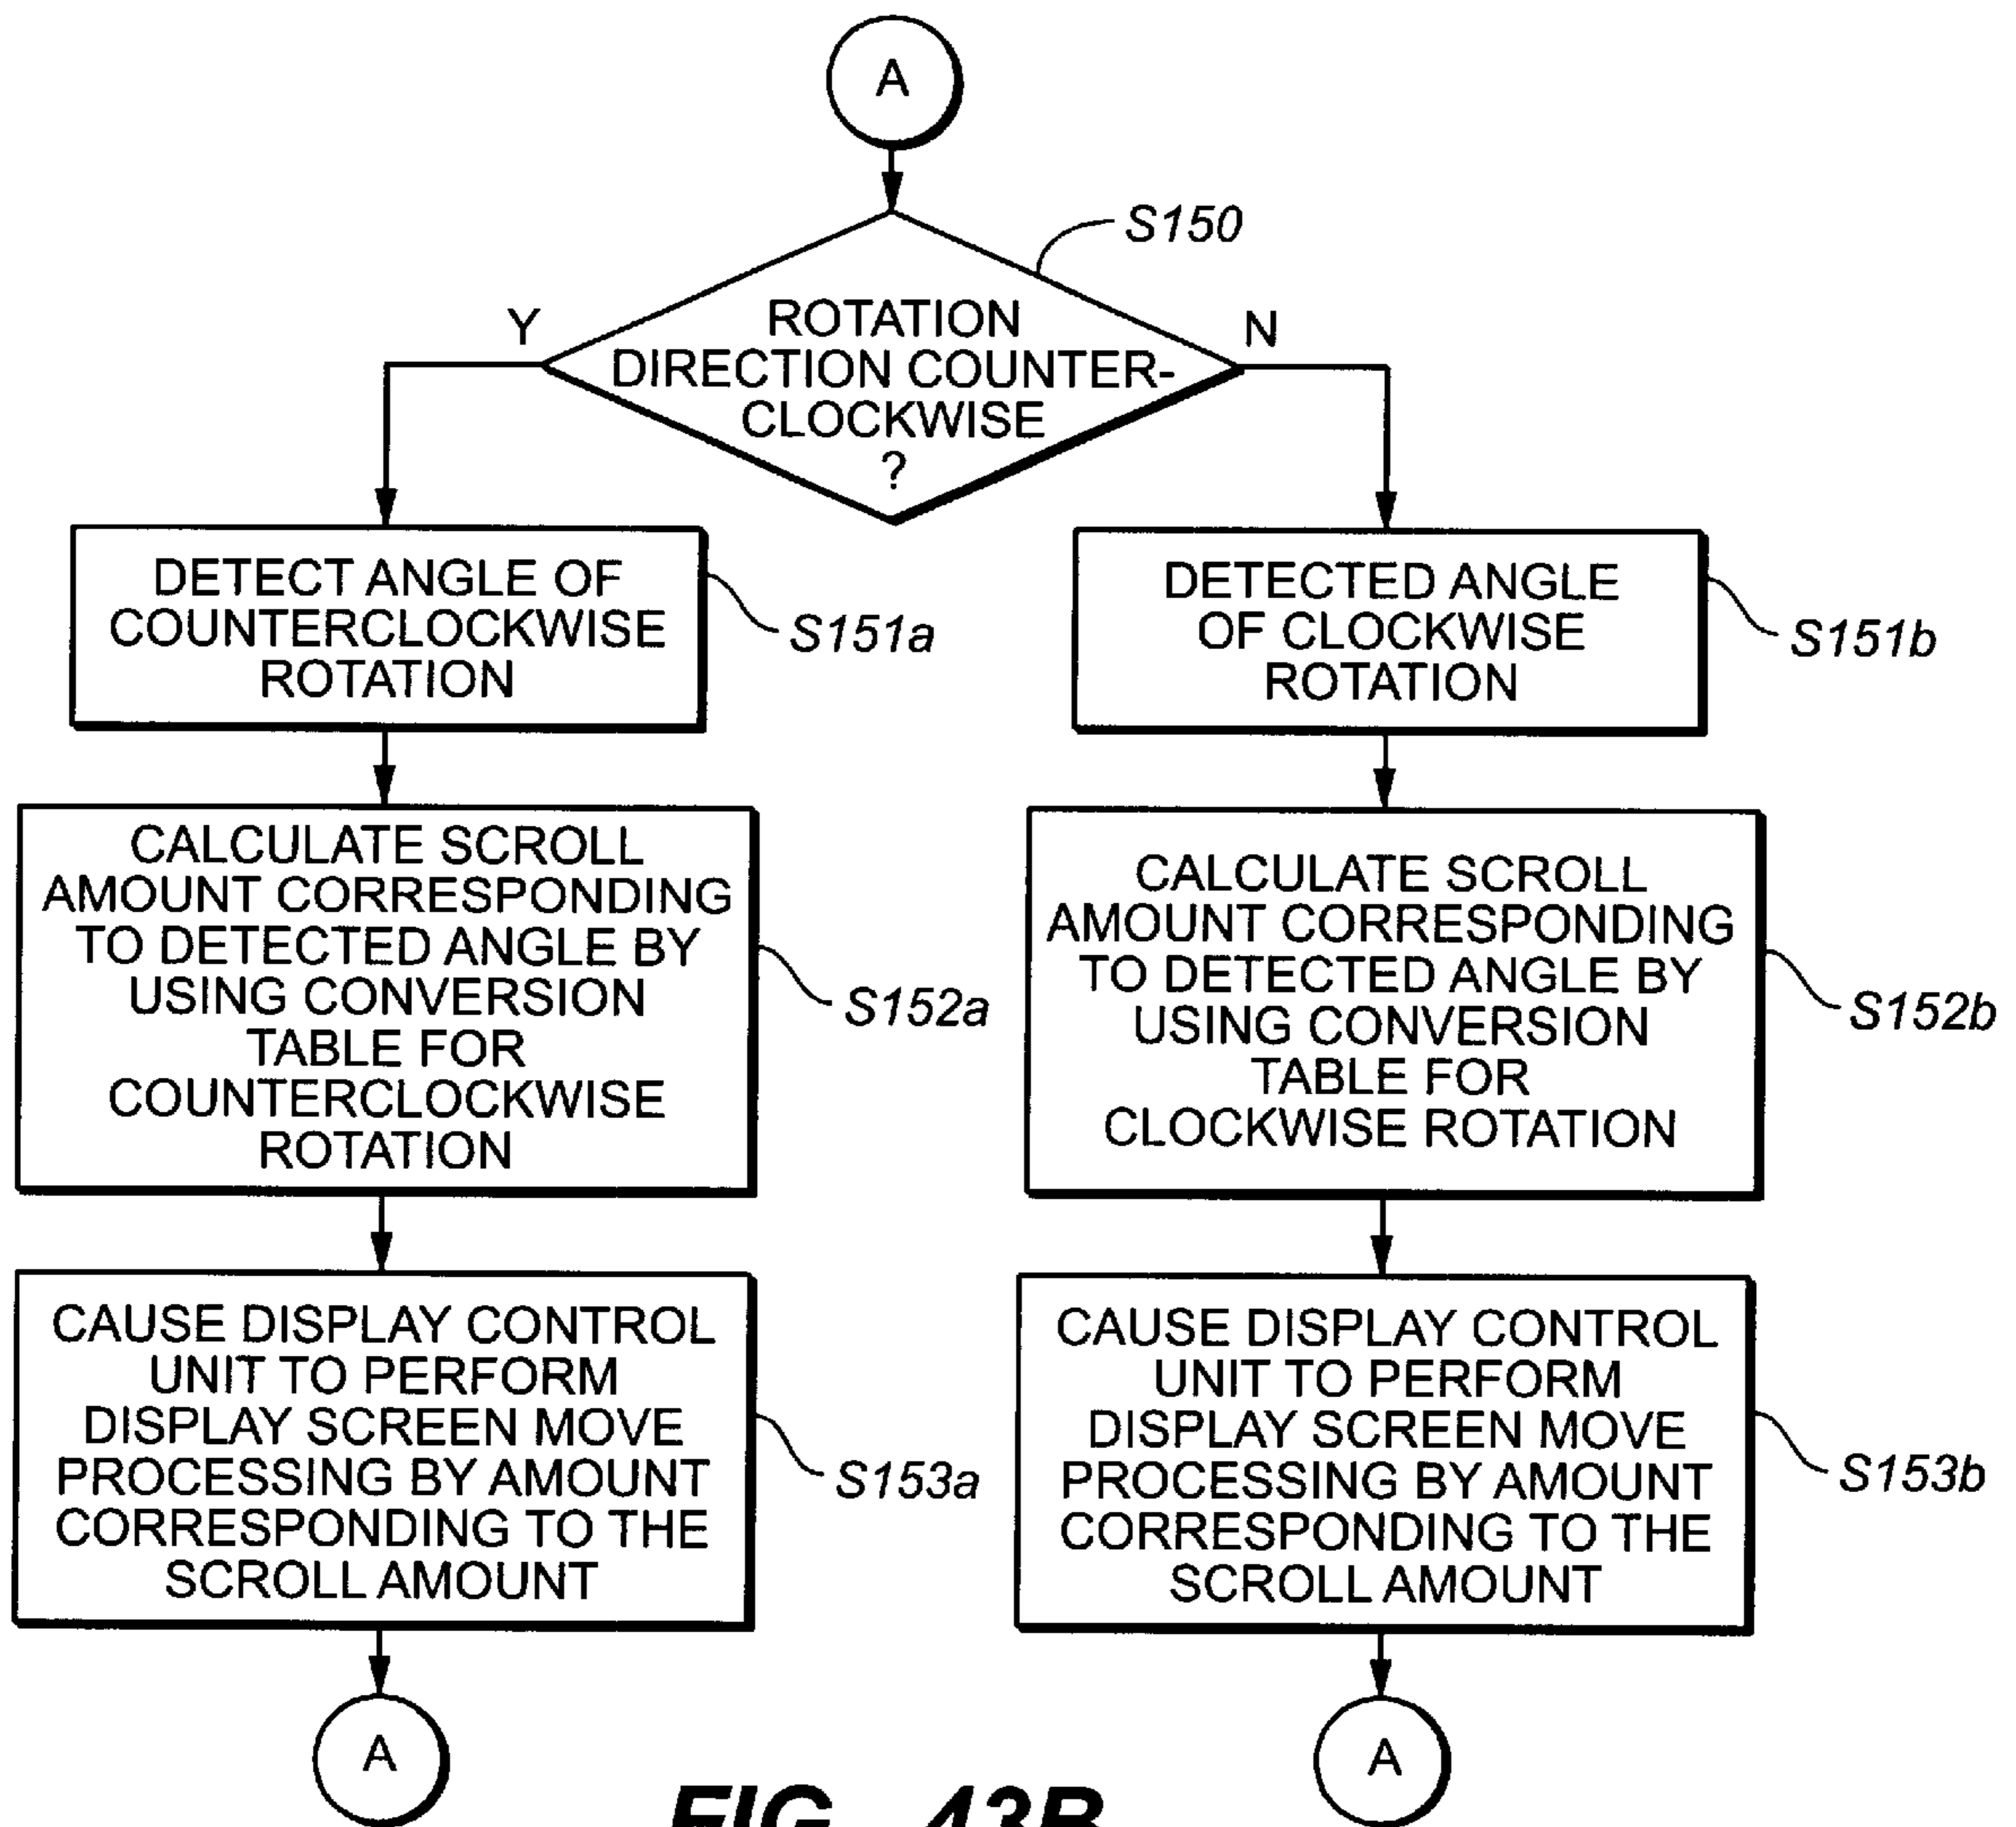 A
S150
Y
N
ROTATION
DIRECTION COUNTER-
CLOCKWISE
?
DETECT ANGLE OF
COUNTERCLOCKWISE
ROTATION
S151a
DETECTED ANGLE
OF CLOCKWISE
ROTATION
S151b
CALCULATE SCROLL
AMOUNT CORRESPONDING
TO DETECTED ANGLE BY
USING CONVERSION
TABLE FOR
COUNTERCLOCKWISE
ROTATION
S152a
CALCULATE SCROLL
AMOUNT CORRESPONDING
TO DETECTED ANGLE BY
USING CONVERSION
TABLE FOR
CLOCKWISE ROTATION
S152b
CAUSE DISPLAY CONTROL
UNIT TO PERFORM
DISPLAY SCREEN MOVE
PROCESSING BY AMOUNT
CORRESPONDING TO THE
SCROLL AMOUNT
S153a
CAUSE DISPLAY CONTROL
UNIT TO PERFORM
DISPLAY SCREEN MOVE
PROCESSING BY AMOUNT
CORRESPONDING TO THE
SCROLL AMOUNT
S153b
A
A
FIG. 43B